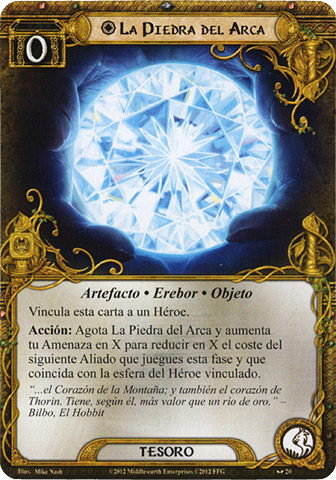 0
La Piedra del Arca
Artefacto • Erebor • Objeto
Vincula esta carta a un Héroe.
Acción: Agota La Piedra del Arca y aumenta
tu Amenaza en X para reducir en X el coste del
siguiente Aliado que juegues esta fase y que
coincida con la esfera del Héroe vinculado.
“...el Corazón de la Montaña; y también el corazón de
Thorin. Tiene, según él, más valor que un río de oro.” –
Bilbo, El Hobbit
TESORO
Illus. Mike Nash
©2012 Middle-earth Enterprises ©2012 FFG
20